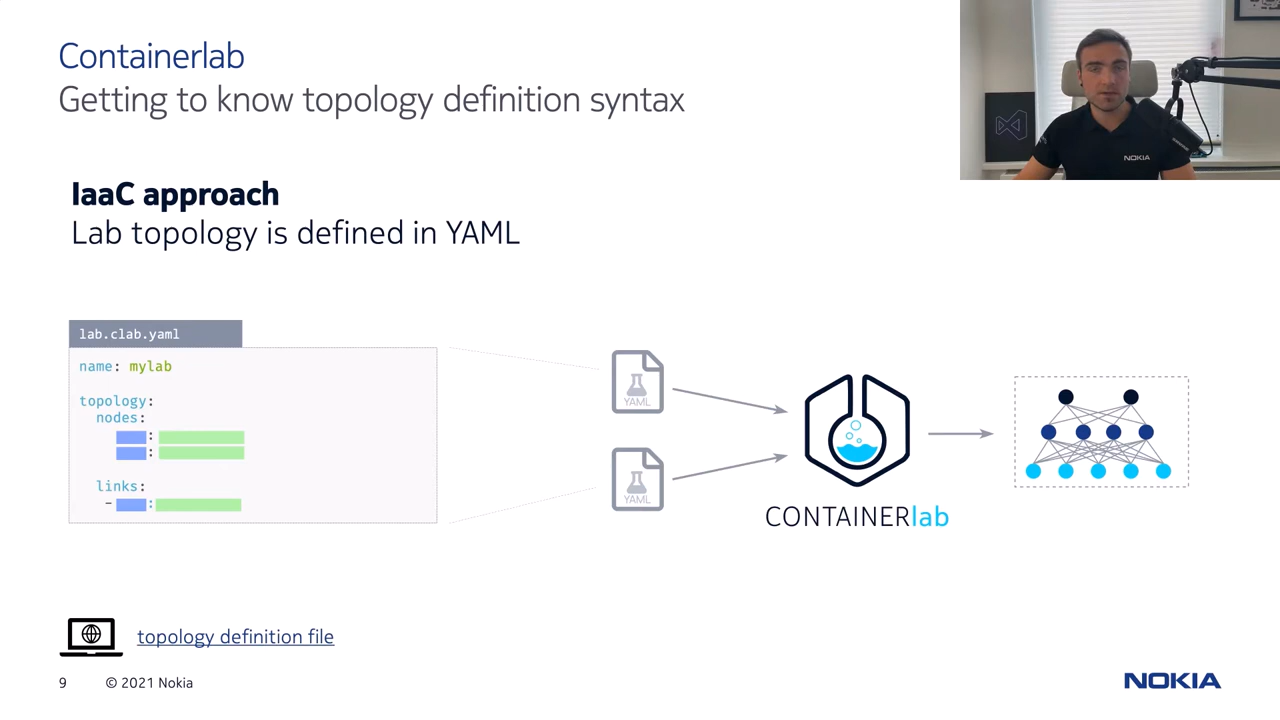 Containerlab
Getting to know topology definition syntax
NOKIA
IaaC approach
Lab topology is defined in YAML
lab.clab.yaml
name: mylab
topology:
nodes:
:
:
links:
- :
YAML
YAML
CONTAINERlab
topology definition file
9 © 2021 Nokia
NOKIA